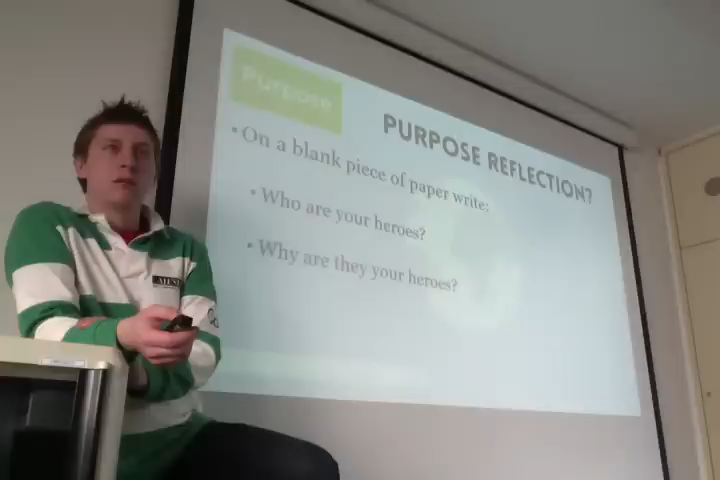 Purpose
PURPOSE REFLECTION?
• On a blank piece of paper write:
• Who are your heroes?
• Why are they your heroes?